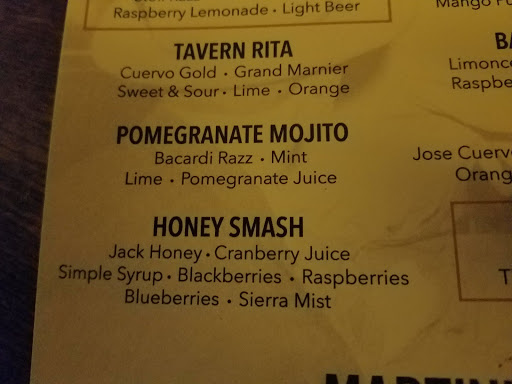 Raspberry Lemonade • Light Beer
TAVERN RITA
Cuervo Gold • Grand Marnier
Sweet & Sour • Lime • Orange
POMEGRANATE MOJITO
Bacardi Razz • Mint
Lime • Pomegranate Juice
HONEY SMASH
Jack Honey • Cranberry Juice
Simple Syrup • Blackberries • Raspberries
Blueberries • Sierra Mist
Mango
Limonc
Raspbe
Jose Cuerv
Orang